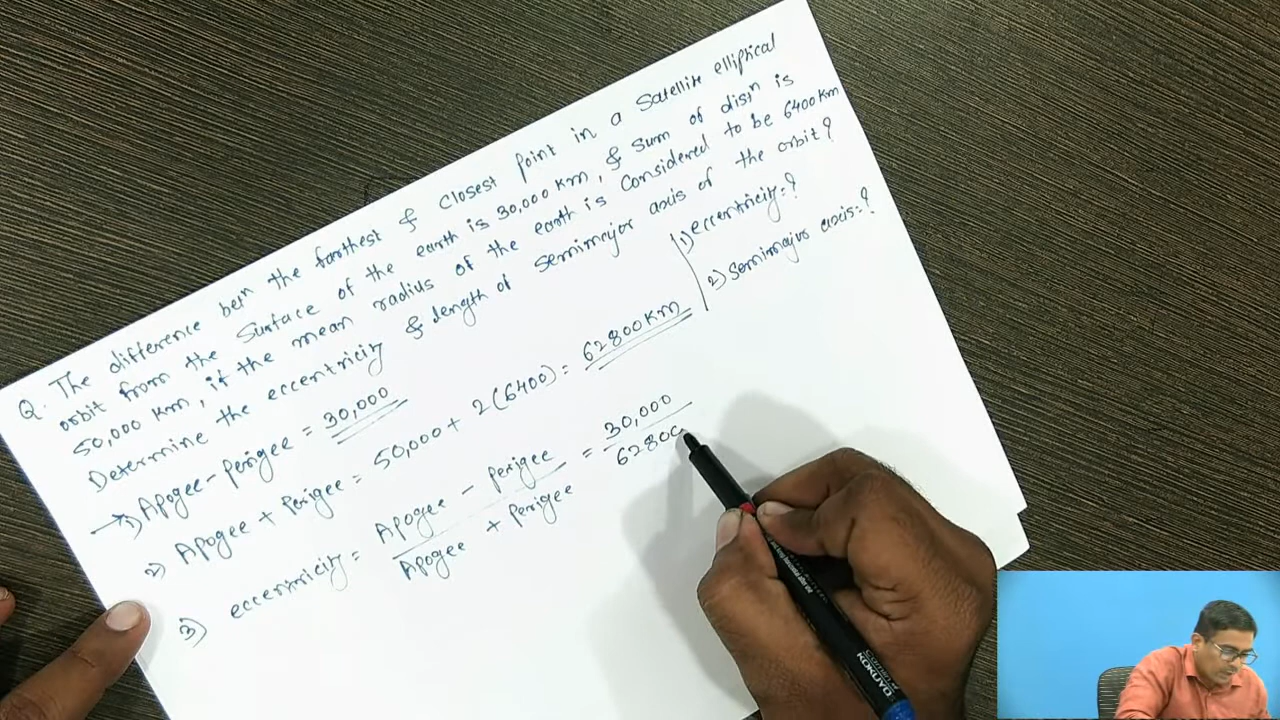 Q. The difference betn the farthest & closest point in a Satellite elliptical
orbit from the surface of the earth is 30,000 Km, & sum of distn is
50,000 km, if the mean radius of the earth is considered to be 6400 Km
Determine the eccentricity & length of semimajor axis of the orbit?
1) eccentricity=?
2) Semimajor axis=?
→ 1) Apogee - perigee = 30,000
2) Apogee + Perigee = 50,000 + 2(6400) = 62800 Km
3) eccentricity = Apogee - perigee = 30,000
Apogee + perigee 62800
KOKUYO